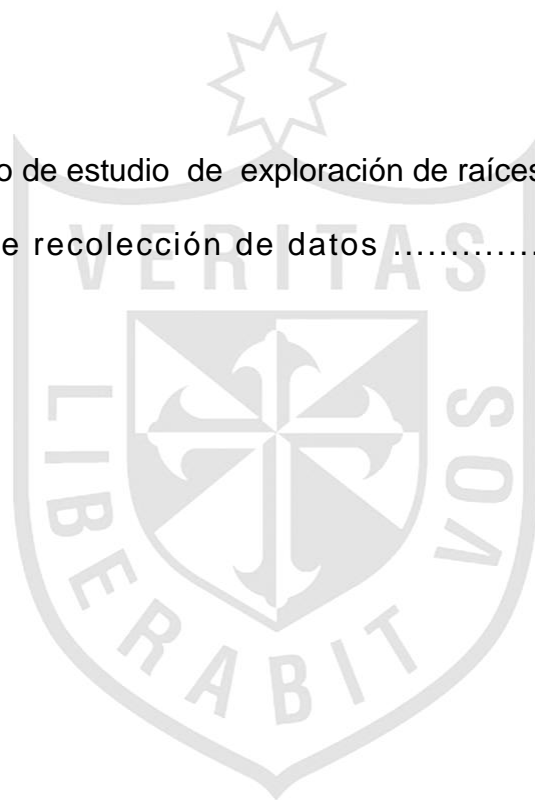 o de estudio de exploración de raíces
e recolección de datos ..............
VERITAS
LIBERABIT VOS